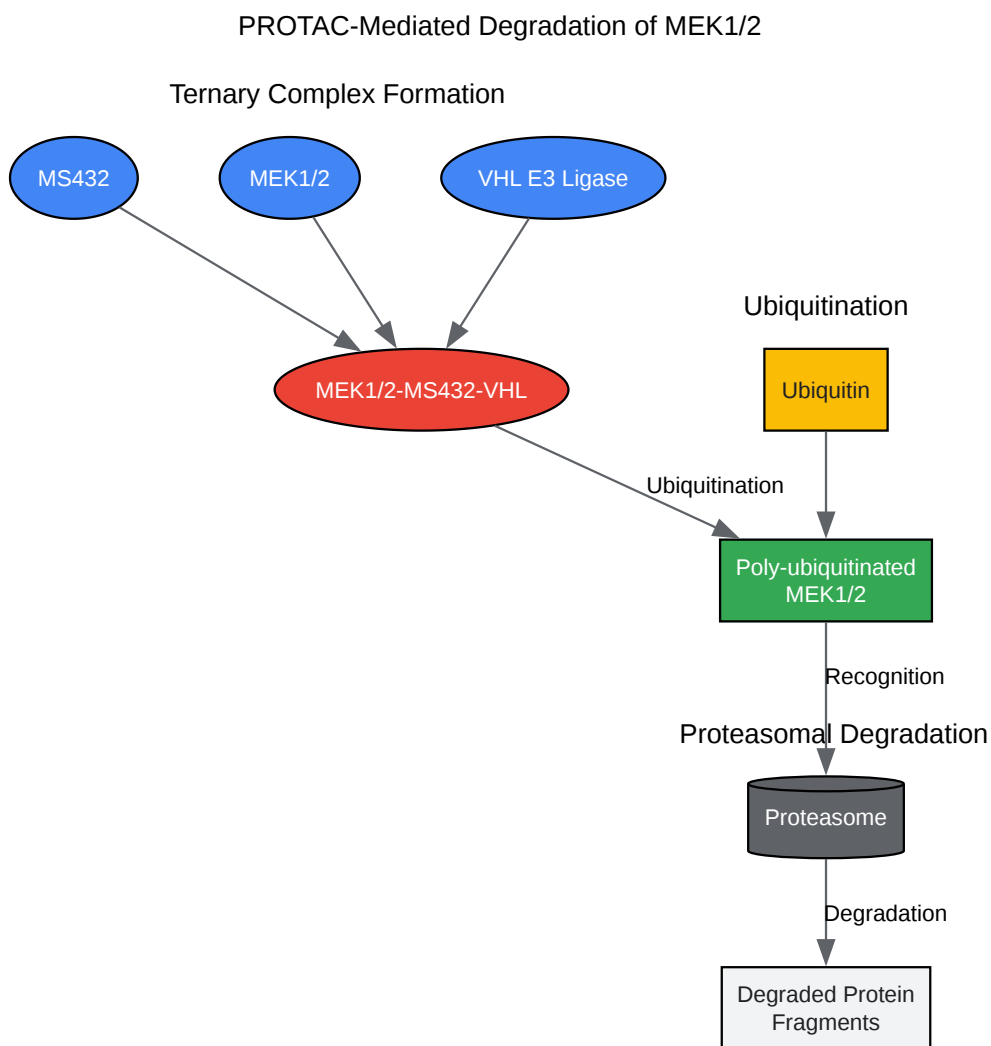 PROTAC-Mediated Degradation of MEK1/2
Ternary Complex Formation
MS432
MEK1/2
VHL E3 Ligase
Ubiquitination
MEK1/2-MS432-VHL
Ubiquitin
Ubiquitination
Poly-ubiquitinated
MEK1/2
Recognition
Proteasomal Degradation
Proteasome
Degradation
Degraded Protein
Fragments